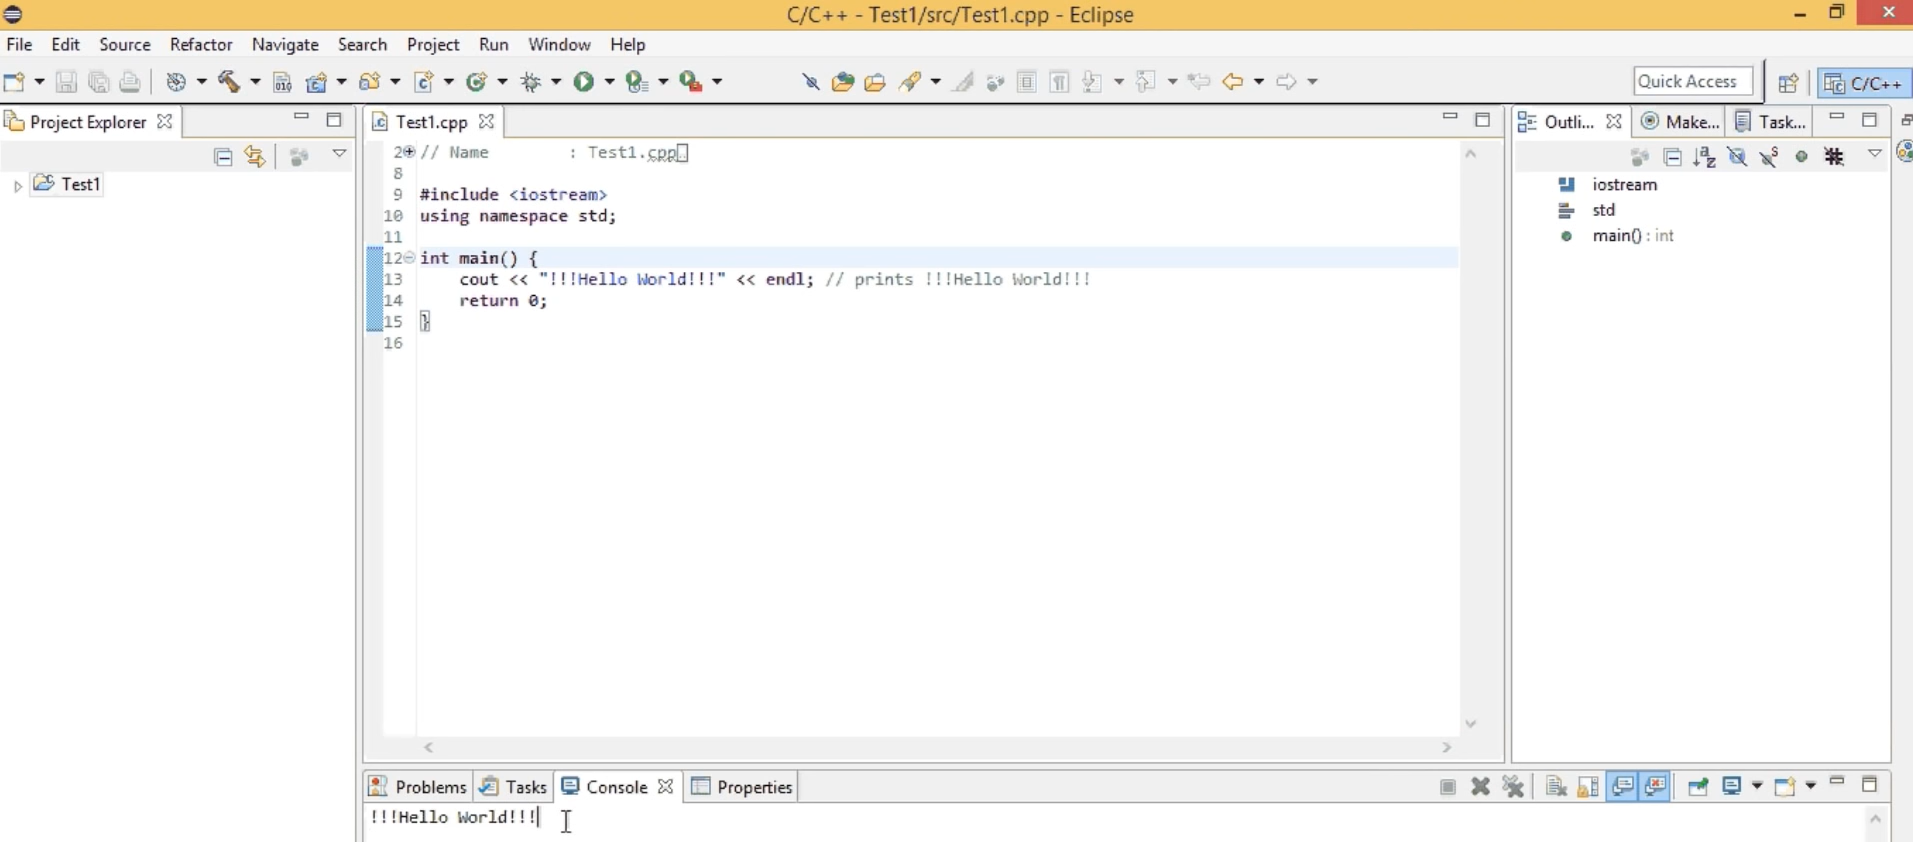 C/C++ - Test1/src/Test1.cpp - Eclipse
File Edit Source Refactor Navigate Search Project Run Window Help
Quick Access
C/C++
Project Explorer
Test1
Test1.cpp
2 // Name : Test1.cpp
8
9 #include <iostream>
10 using namespace std;
11
12 int main() {
13 cout << "!!!Hello World!!!" << endl; // prints !!!Hello World!!!
14 return 0;
15 }
16
Outli... Make... Task...
iostream
std
main() : int
Problems Tasks Console Properties
!!!Hello World!!!